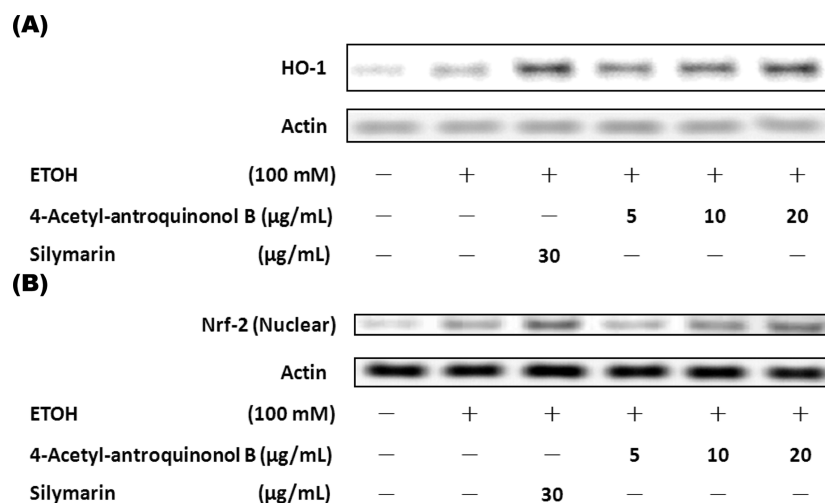 (A)
HO-1
Actin
ETOH (100 mM) − + + + + +
4-Acetyl-antroquinonol B (μg/mL) − − − 5 10 20
Silymarin (μg/mL) − − 30 − − −
(B)
Nrf-2 (Nuclear)
Actin
ETOH (100 mM) − + + + + +
4-Acetyl-antroquinonol B (μg/mL) − − − 5 10 20
Silymarin (μg/mL) − − 30 − − −